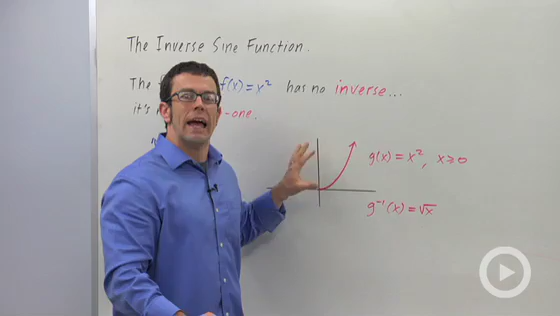 The Inverse Sine Function.
The f(x) = x² has no inverse...
it's -one.
g(x) = x², x ≥ 0
g⁻¹(x) = √x